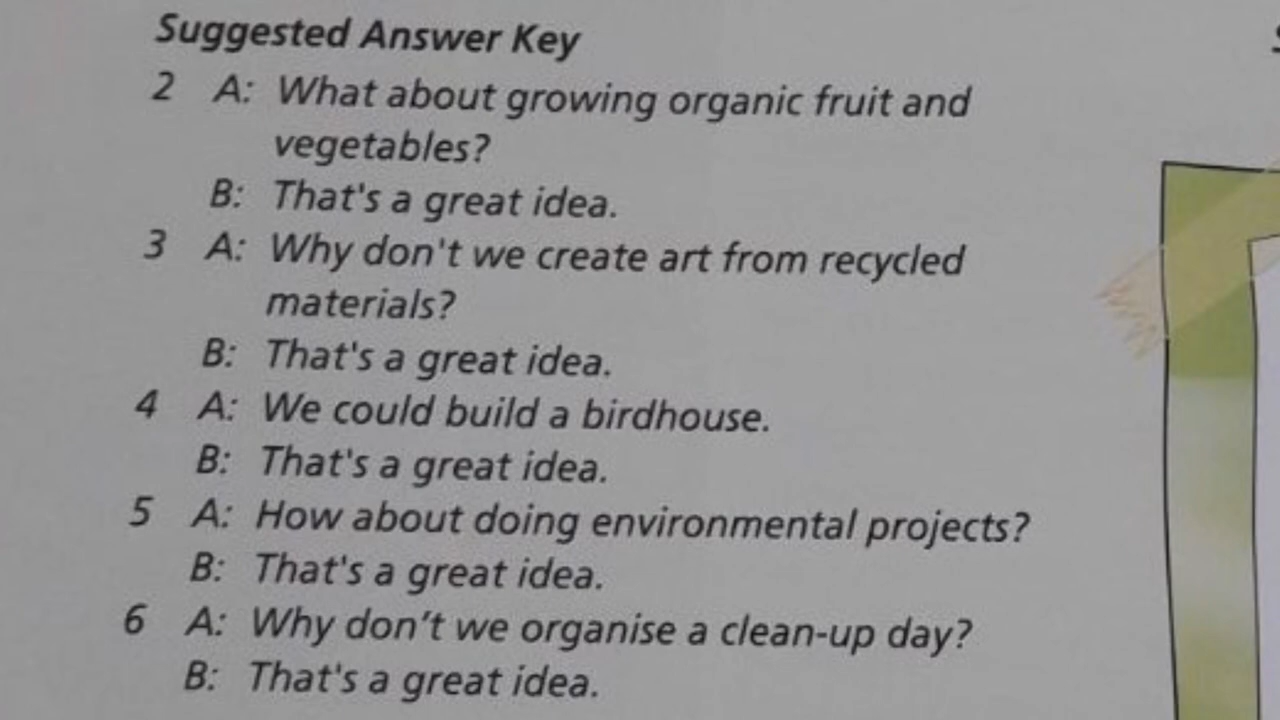 Suggested Answer Key
2 A: What about growing organic fruit and
vegetables?
B: That's a great idea.
3 A: Why don't we create art from recycled
materials?
B: That's a great idea.
4 A: We could build a birdhouse.
B: That's a great idea.
5 A: How about doing environmental projects?
B: That's a great idea.
6 A: Why don’t we organise a clean-up day?
B: That's a great idea.